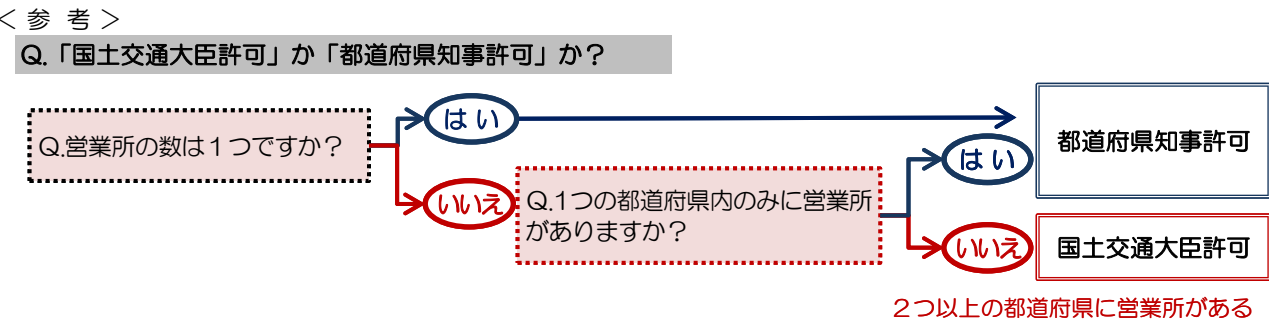 ＜ 参 考 ＞
Q.「国土交通大臣許可」か「都道府県知事許可」か？
Q.営業所の数は１つですか？
はい
都道府県知事許可
はい
いいえ
Q.1つの都道府県内のみに営業所
がありますか？
いいえ
国土交通大臣許可
２つ以上の都道府県に営業所がある